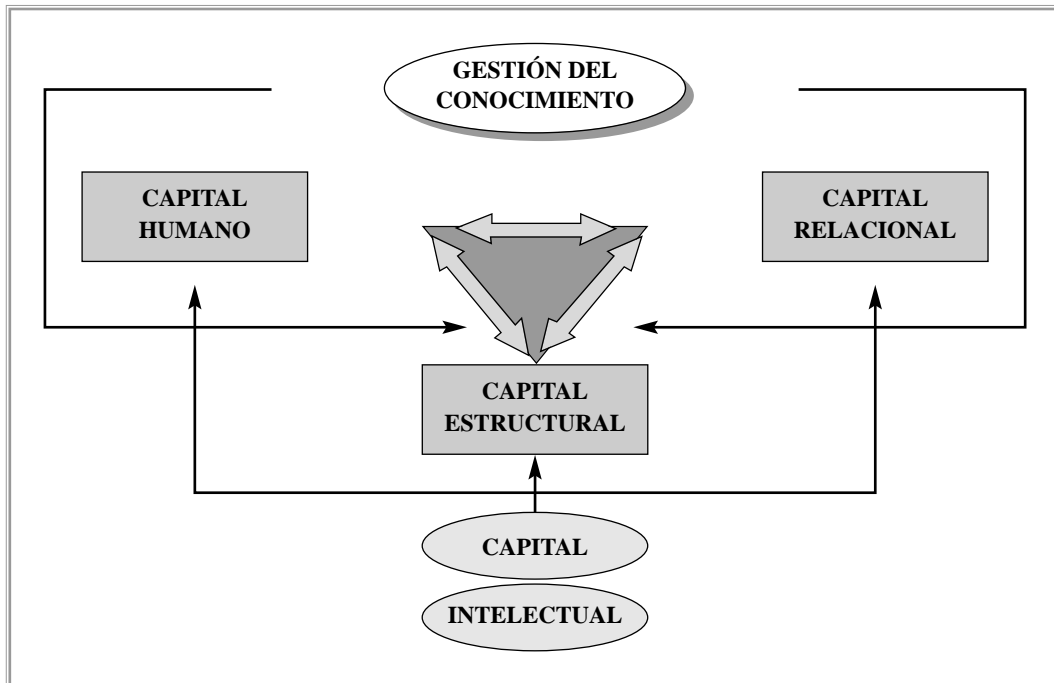 GESTIÓN DEL
CONOCIMIENTO
CAPITAL
HUMANO
CAPITAL
RELACIONAL
CAPITAL
ESTRUCTURAL
CAPITAL
INTELECTUAL